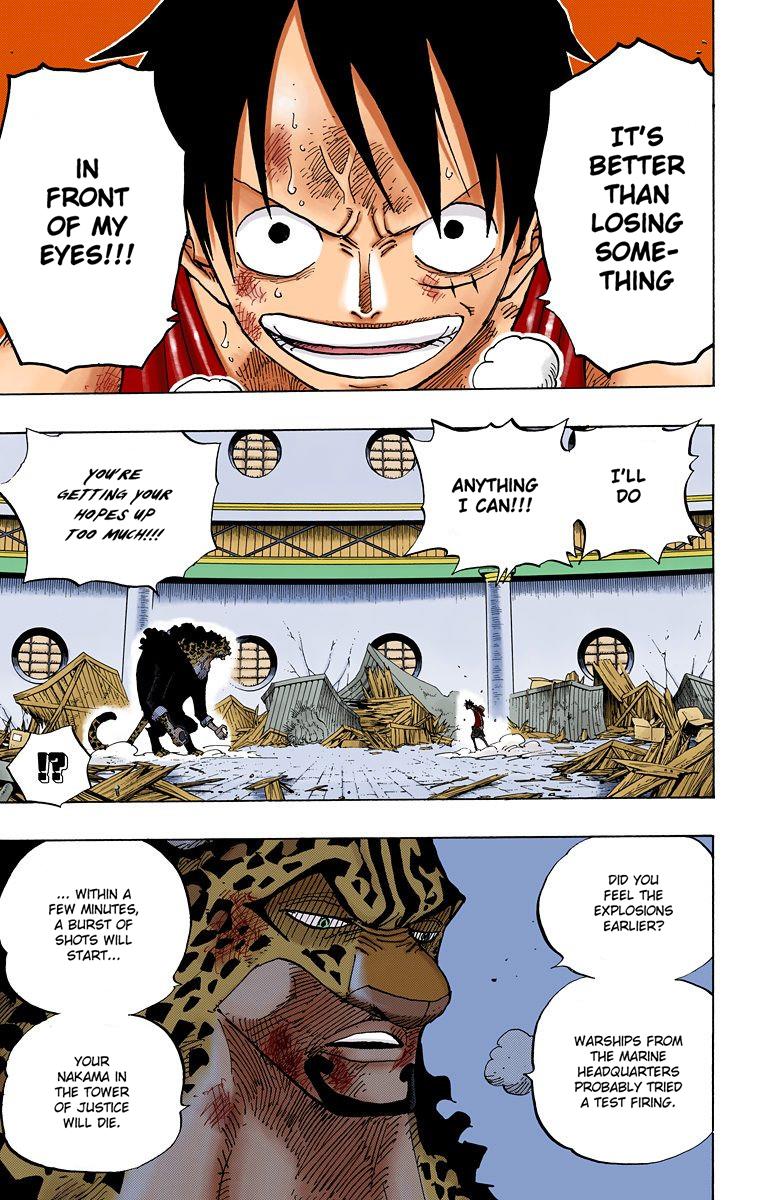 IT'S
BETTER
THAN
LOSING
SOME-
THING
IN
FRONT
OF MY
EYES!!!
I'LL
DO
ANYTHING
I CAN!!!
YOU'RE
GETTING YOUR
HOPES UP
TOO MUCH!!!
!?
DID YOU
FEEL THE
EXPLOSIONS
EARLIER?
WARSHIPS FROM
THE MARINE
HEADQUARTERS
PROBABLY TRIED
A TEST FIRING.
... WITHIN A
FEW MINUTES,
A BURST OF
SHOTS WILL
START...
YOUR
NAKAMA IN
THE TOWER
OF JUSTICE
WILL DIE.